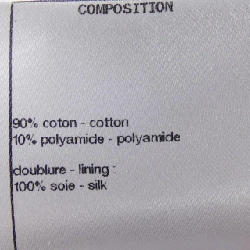 COMPOSITION
90% coton - cotton
10% polyamide - polyamide
doublure - lining :
100% soie - silk